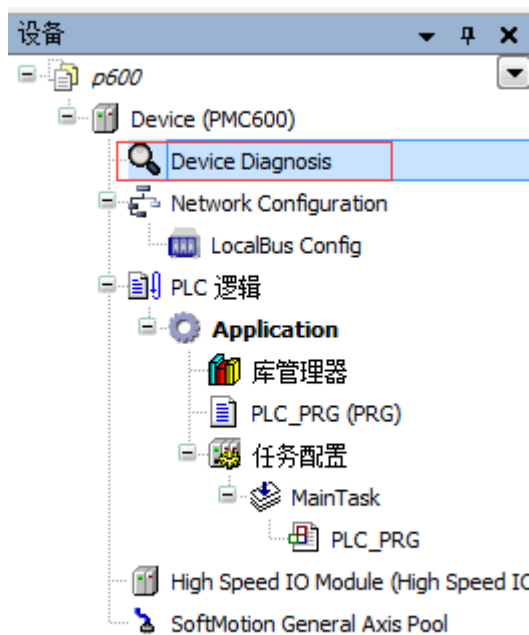 设备
p600
Device (PMC600)
Device Diagnosis
Network Configuration
LocalBus Config
PLC 逻辑
Application
库管理器
PLC_PRG (PRG)
任务配置
MainTask
PLC_PRG
High Speed IO Module (High Speed IO
SoftMotion General Axis Pool